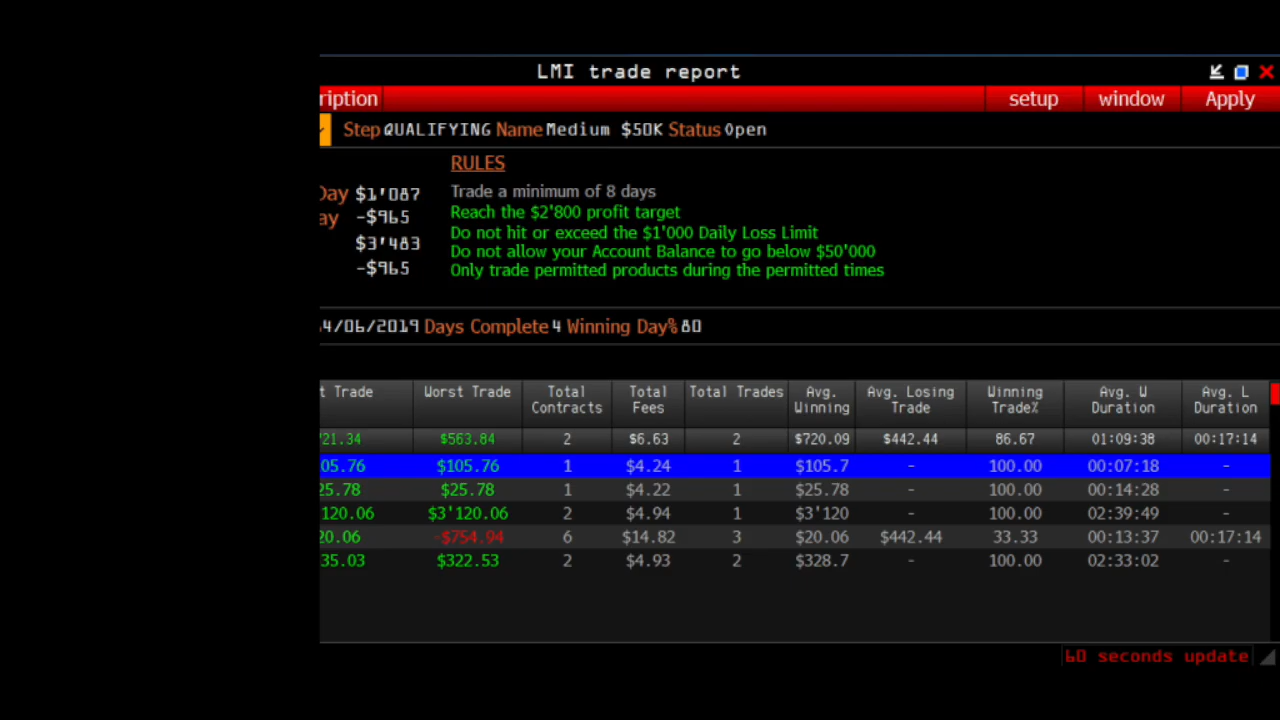 LMI trade report
ription setup window Apply
Step QUALIFYING Name Medium $50K Status Open
RULES
Day $1'087 Trade a minimum of 8 days
ay -$965 Reach the $2'800 profit target
$3'483 Do not hit or exceed the $1'000 Daily Loss Limit
Do not allow your Account Balance to go below $50'000
-$965 Only trade permitted products during the permitted times
4/06/2019 Days Complete 4 Winning Day% 80
t Trade Worst Trade Total Contracts Total Fees Total Trades Avg. Winning Avg. Losing Trade Winning Trade% Avg. W Duration Avg. L Duration
21.34 $563.84 2 $6.63 2 $720.09 $442.44 86.67 01:09:38 00:17:14
05.76 $105.76 1 $4.24 1 $105.7 - 100.00 00:07:18 -
25.78 $25.78 1 $4.22 1 $25.78 - 100.00 00:14:28 -
120.06 $3'120.06 2 $4.94 1 $3'120 - 100.00 02:39:49 -
20.06 -$754.94 6 $14.82 3 $20.06 $442.44 33.33 00:13:37 00:17:14
35.03 $322.53 2 $4.93 2 $328.7 - 100.00 02:33:02 -
60 seconds update